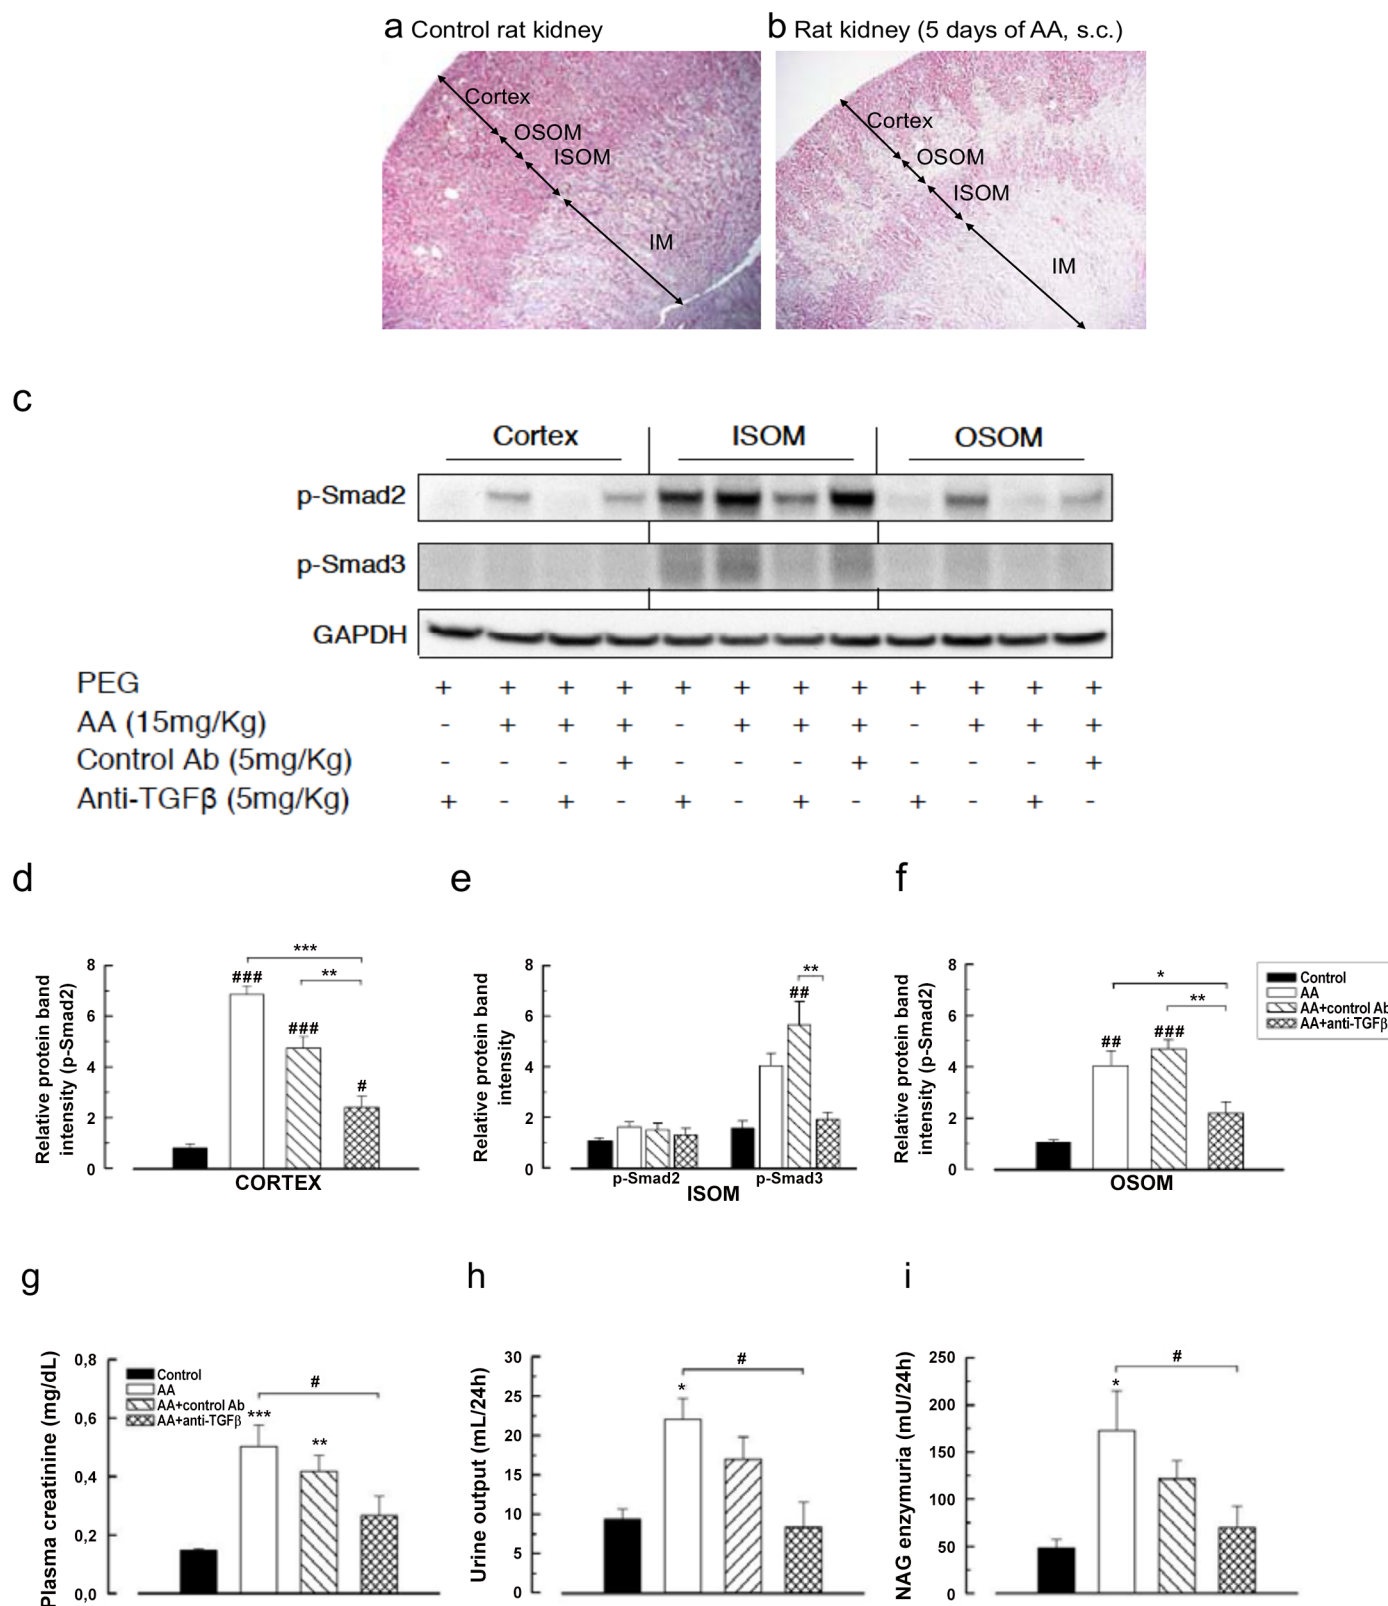 a Control rat kidney
b Rat kidney (5 days of AA, s.c.)
Cortex
OSOM
ISOM
IM
Cortex
OSOM
ISOM
IM
c
Cortex ISOM OSOM
p-Smad2
p-Smad3
GAPDH
PEG + + + + + + + + + + + +
AA (15mg/Kg) - + + + - + + + - + + +
Control Ab (5mg/Kg) - - - + - - - + - - - +
Anti-TGFβ (5mg/Kg) + - + - + - + - + - + -
d
Relative protein band
intensity (p-Smad2)
8
6
4
2
0
***
**
###
###
#
CORTEX
e
Relative protein band
intensity
8
6
4
2
0
**
##
p-Smad2 p-Smad3
ISOM
f
Relative protein band
intensity (p-Smad2)
8
6
4
2
0
*
**
##
###
OSOM
Control
AA
AA+control Ab
AA+anti-TGFβ
g
Plasma creatinine (mg/dL)
0,8
0,6
0,4
0,2
0,0
Control
AA
AA+control Ab
AA+anti-TGFβ
#
***
**
h
Urine output (mL/24h)
30
25
20
15
10
5
0
#
*
i
NAG enzymuria (mU/24h)
250
200
150
100
50
0
#
*